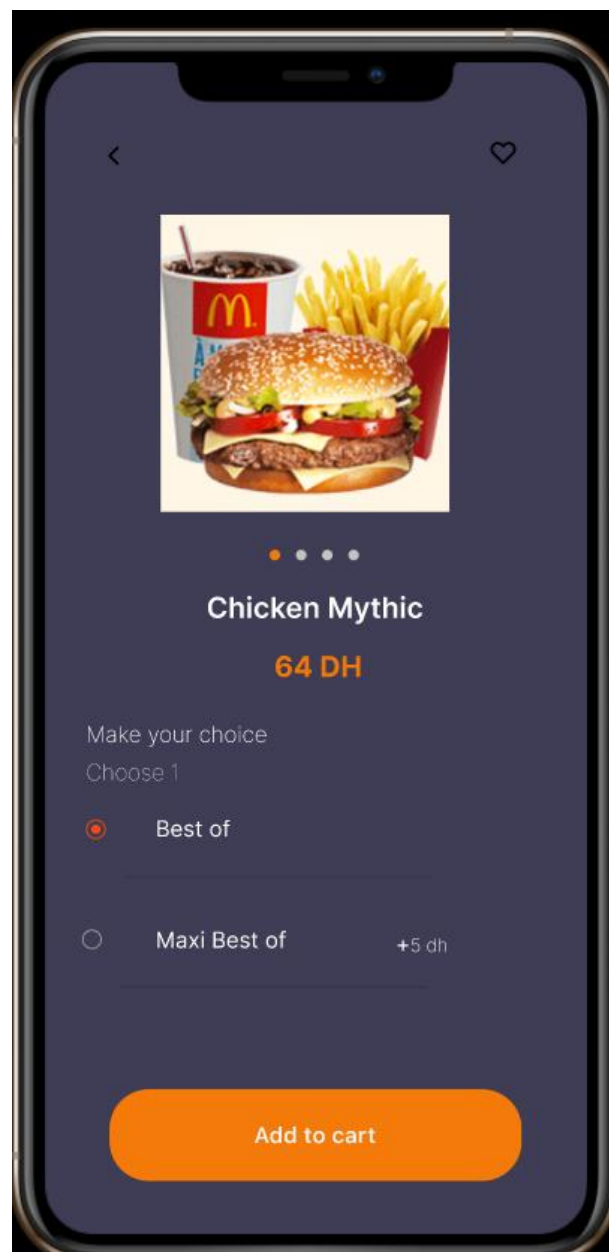 M
Chicken Mythic
64 DH
Make your choice
Choose 1
Best of
Maxi Best of +5 dh
Add to cart